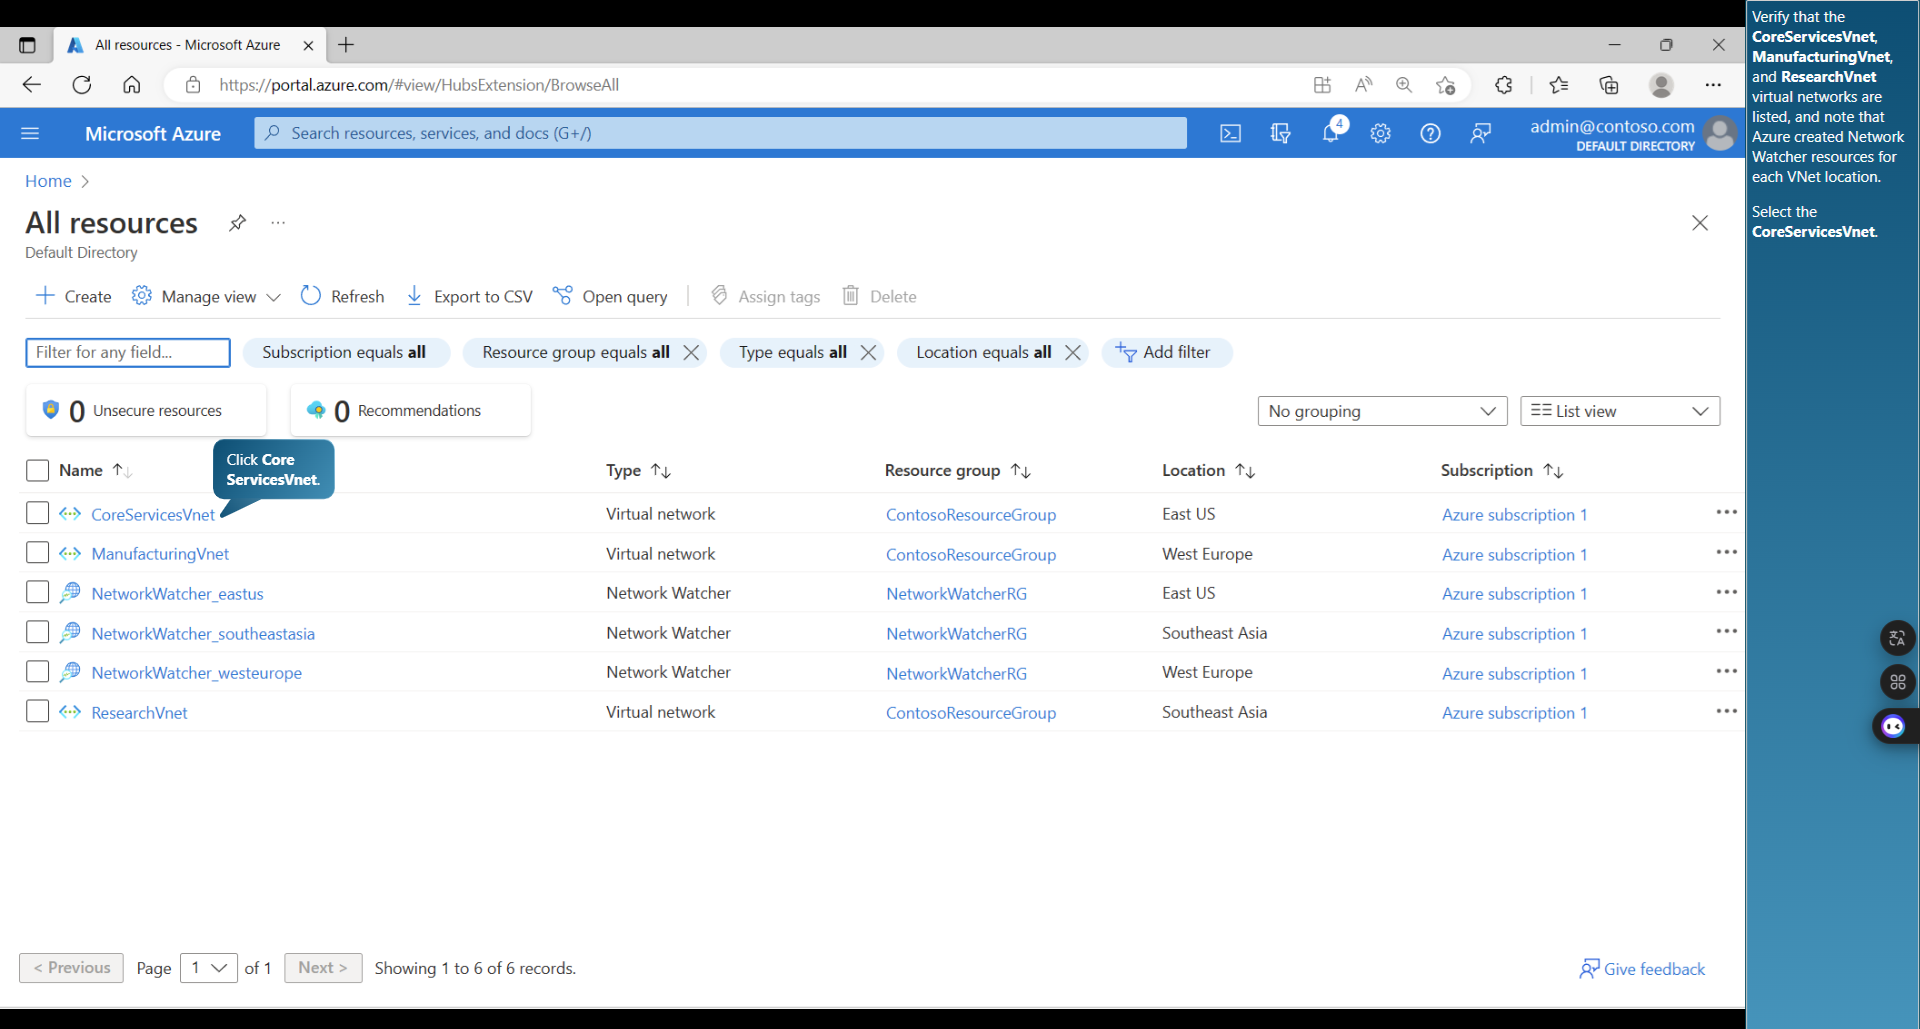 All resources - Microsoft Azure
https://portal.azure.com/#view/HubsExtension/BrowseAll
Microsoft Azure
Search resources, services, and docs (G+/)
4
admin@contoso.com
DEFAULT DIRECTORY
Home
All resources
Default Directory
Create
Manage view
Refresh
Export to CSV
Open query
Assign tags
Delete
Filter for any field...
Subscription equals all
Resource group equals all
Type equals all
Location equals all
Add filter
0 Unsecure resources
0 Recommendations
No grouping
List view
Click Core
ServicesVnet.
Name Type Resource group Location Subscription
CoreServicesVnet Virtual network ContosoResourceGroup East US Azure subscription 1
ManufacturingVnet Virtual network ContosoResourceGroup West Europe Azure subscription 1
NetworkWatcher_eastus Network Watcher NetworkWatcherRG East US Azure subscription 1
NetworkWatcher_southeastasia Network Watcher NetworkWatcherRG Southeast Asia Azure subscription 1
NetworkWatcher_westeurope Network Watcher NetworkWatcherRG West Europe Azure subscription 1
ResearchVnet Virtual network ContosoResourceGroup Southeast Asia Azure subscription 1
< Previous Page 1 of 1 Next > Showing 1 to 6 of 6 records.
Give feedback
Verify that the
CoreServicesVnet,
ManufacturingVnet,
and ResearchVnet
virtual networks are
listed, and note that
Azure created Network
Watcher resources for
each VNet location.
Select the
CoreServicesVnet.